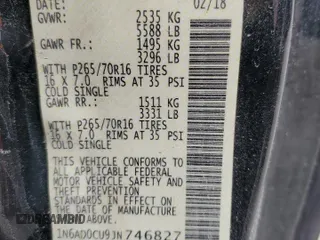 02/18
GVWR: 2535 KG
5588 LB
GAWR FR.: 1495 KG
3296 LB
WITH P265/70R16 TIRES
16 X 7.0 RIMS AT 35 PSI
COLD SINGLE
GAWR RR.: 1511 KG
3331 LB
WITH P265/70R16 TIRES
16 X 7.0 RIMS AT 35 PSI
COLD SINGLE
THIS VEHICLE CONFORMS TO
ALL APPLICABLE FEDERAL
MOTOR VEHICLE SAFETY
AND THEFT PREVENTION
STANDARDS IN EFFECT ON
THE DATE OF
ABOVE.
1N6AD0CU9JN746827